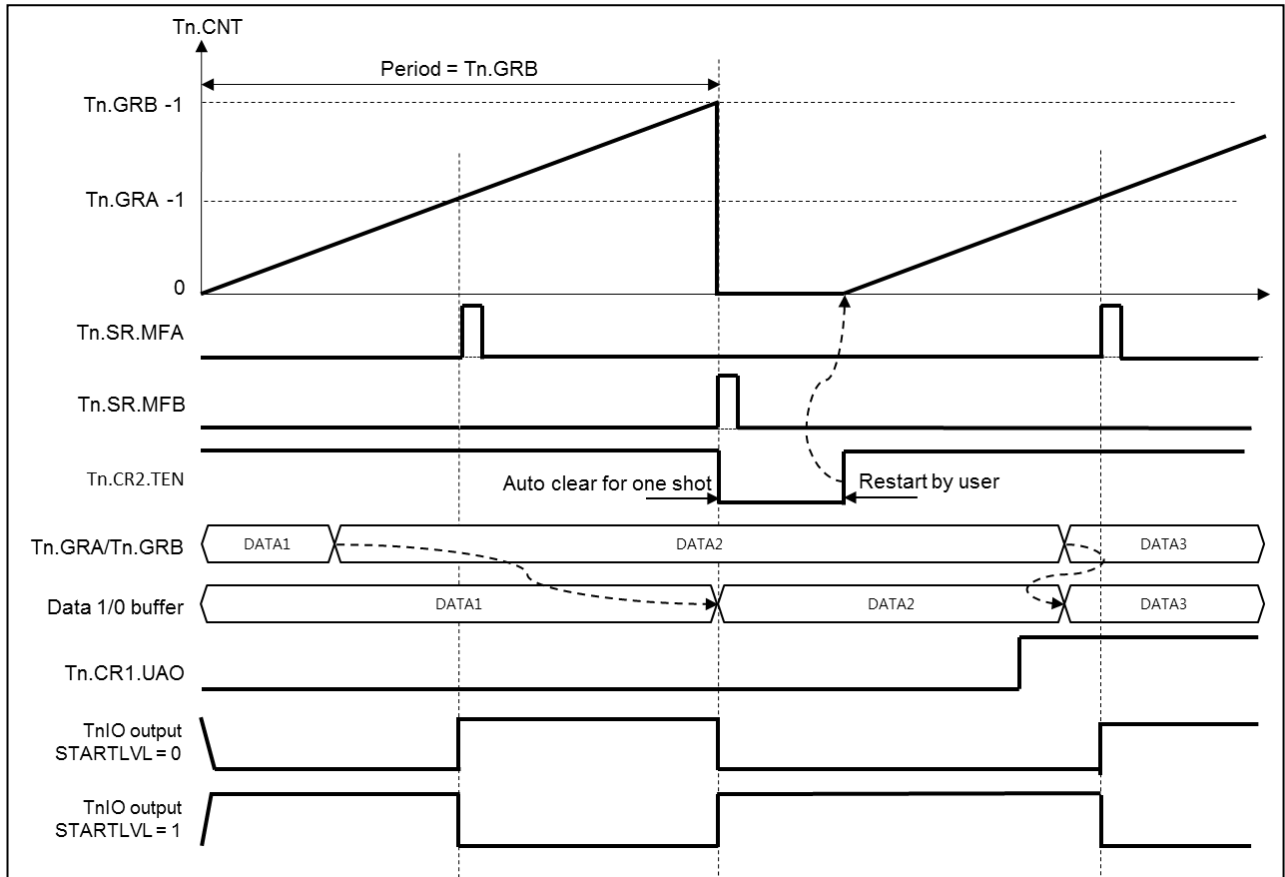 Tn.CNT
Period = Tn.GRB
Tn.GRB -1
Tn.GRA -1
0
Tn.SR.MFA
Tn.SR.MFB
Tn.CR2.TEN
Auto clear for one shot
Restart by user
Tn.GRA/Tn.GRB
DATA1
DATA2
DATA3
Data 1/0 buffer
DATA1
DATA2
DATA3
Tn.CR1.UAO
TnIO output
STARTLVL = 0
TnIO output
STARTLVL = 1